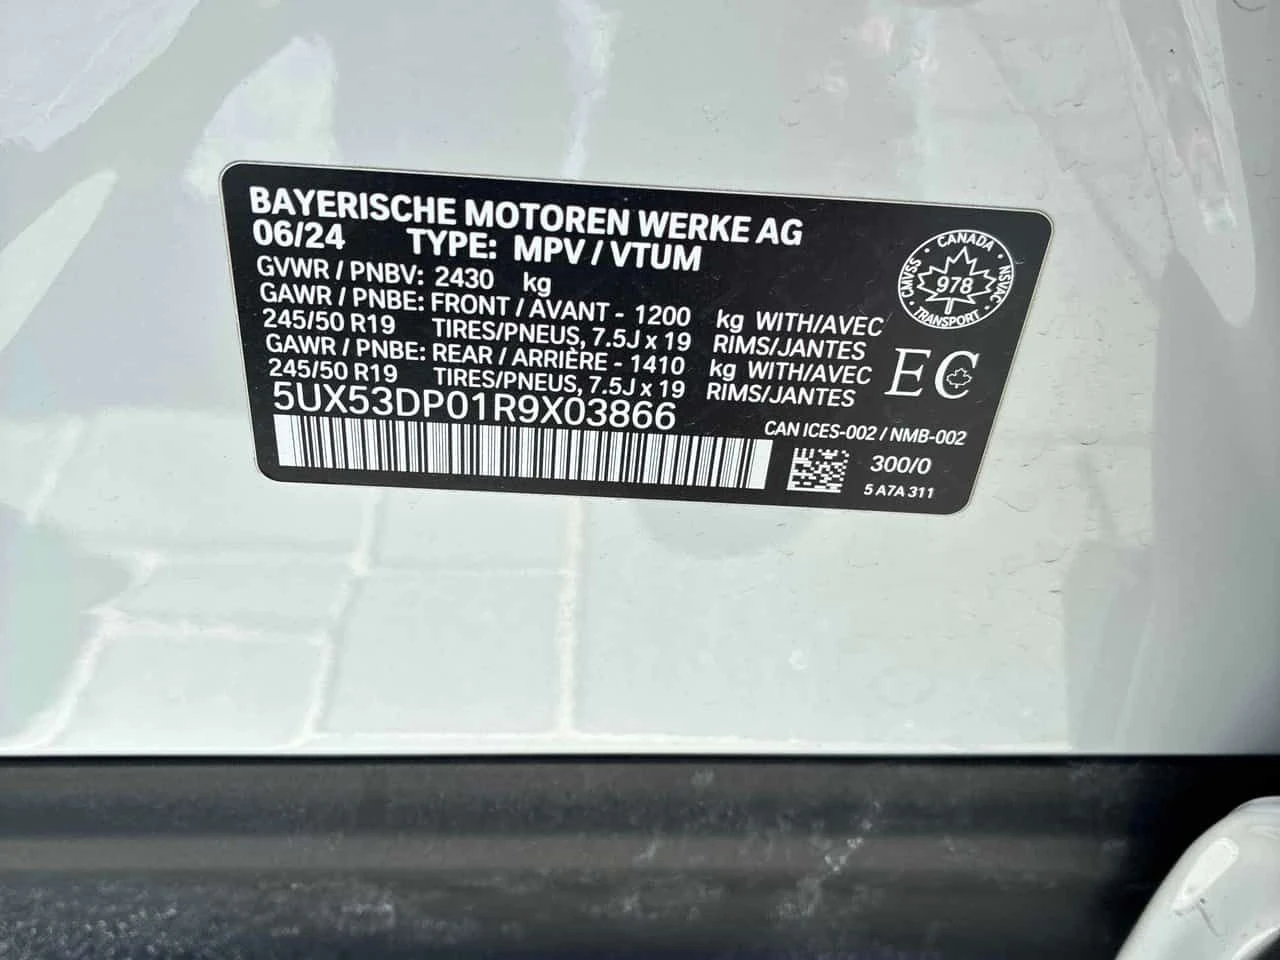 BAYERISCHE MOTOREN WERKE AG
06/24 TYPE: MPV / VTUM
GVWR / PNBV: 2430 kg
GAWR / PNBE: FRONT / AVANT - 1200 kg WITH/AVEC
245/50 R19 TIRES/PNEUS, 7.5J x 19 RIMS/JANTES
GAWR / PNBE: REAR / ARRIÈRE - 1410 kg WITH/AVEC
245/50 R19 TIRES/PNEUS, 7.5J x 19 RIMS/JANTES
5UX53DP01R9X03866
CANADA
CMVSS · 978 · NSVAC
TRANSPORT
EC
CAN ICES-002 / NMB-002
300/0
5 A7A 311